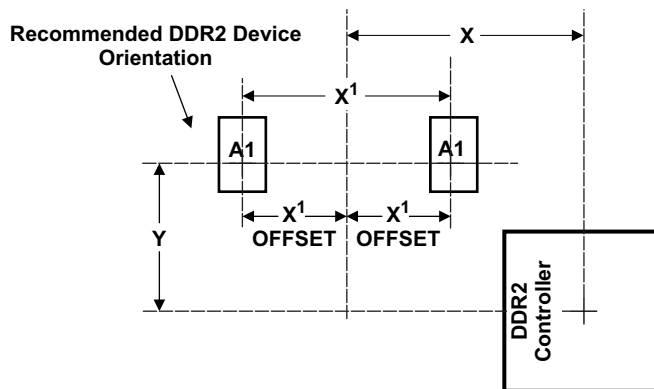 Recommended DDR2 Device
Orientation
X
X¹
A1
A1
X¹
X¹
OFFSET
OFFSET
Y
DDR2
Controller